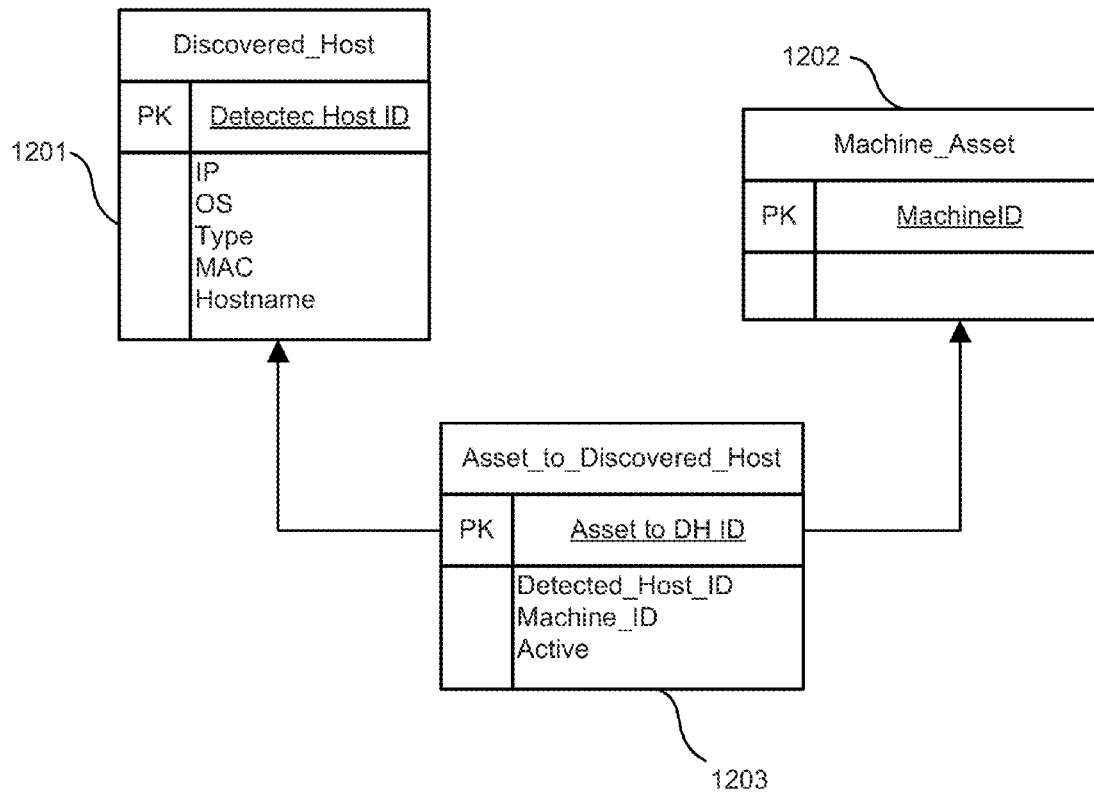 Discovered_Host
PK Detectec Host ID
1201
IP
OS
Type
MAC
Hostname
1202
Machine_Asset
PK MachineID
Asset_to_Discovered_Host
PK Asset to DH ID
Detected_Host_ID
Machine_ID
Active
1203